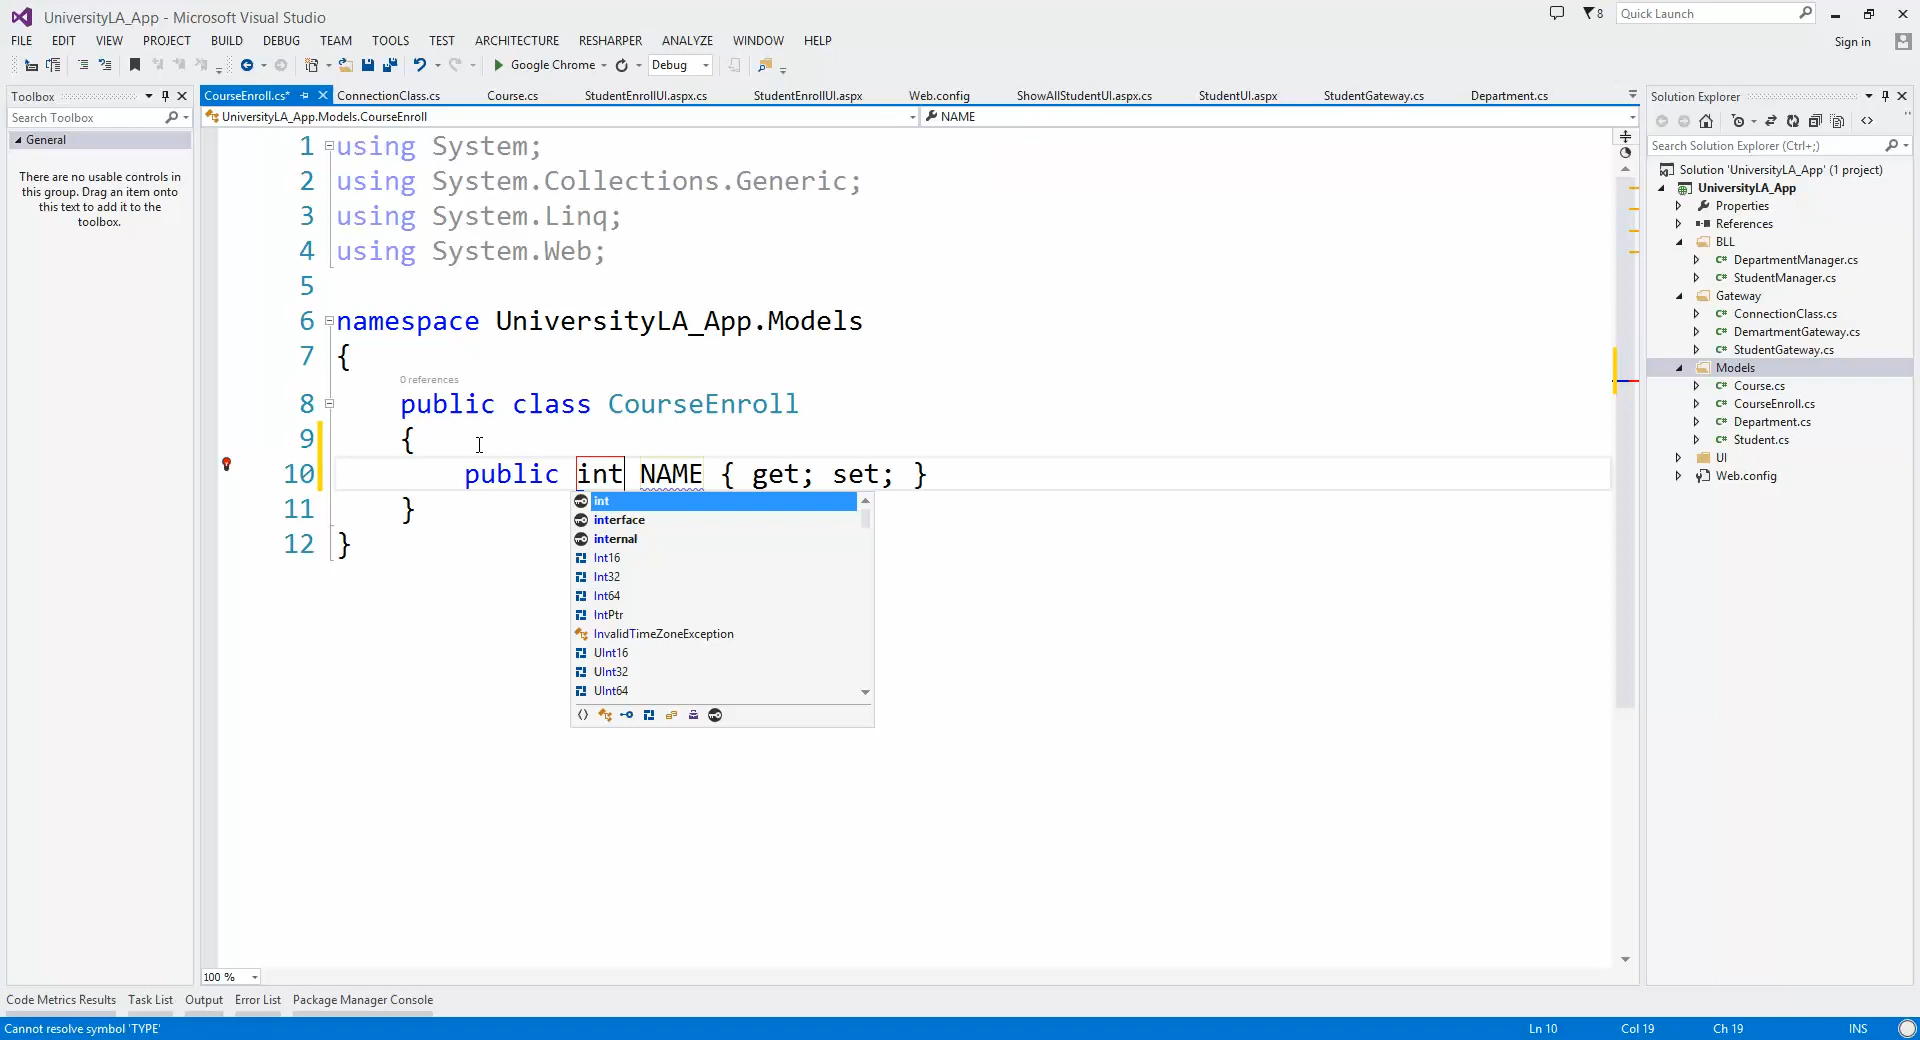 UniversityLA_App - Microsoft Visual Studio
8
Quick Launch
FILE EDIT VIEW PROJECT BUILD DEBUG TEAM TOOLS TEST ARCHITECTURE RESHARPER ANALYZE WINDOW HELP
Sign in
Google Chrome
Debug
Toolbox
Search Toolbox
General
There are no usable controls in
this group. Drag an item onto
this text to add it to the
toolbox.
CourseEnroll.cs* ConnectionClass.cs Course.cs StudentEnrollUI.aspx.cs StudentEnrollUI.aspx Web.config ShowAllStudentUI.aspx.cs StudentUI.aspx StudentGateway.cs Department.cs
UniversityLA_App.Models.CourseEnroll NAME
1 using System;
2 using System.Collections.Generic;
3 using System.Linq;
4 using System.Web;
5
6 namespace UniversityLA_App.Models
7 {
0 references
8 public class CourseEnroll
9 {
10 public int NAME { get; set; }
11 }
12 }
int
interface
internal
Int16
Int32
Int64
IntPtr
InvalidTimeZoneException
UInt16
UInt32
UInt64
100 %
Solution Explorer
Search Solution Explorer (Ctrl+;)
Solution 'UniversityLA_App' (1 project)
UniversityLA_App
Properties
References
BLL
DepartmentManager.cs
StudentManager.cs
Gateway
ConnectionClass.cs
DemartmentGateway.cs
StudentGateway.cs
Models
Course.cs
CourseEnroll.cs
Department.cs
Student.cs
UI
Web.config
Code Metrics Results Task List Output Error List Package Manager Console
Cannot resolve symbol 'TYPE' Ln 10 Col 19 Ch 19 INS